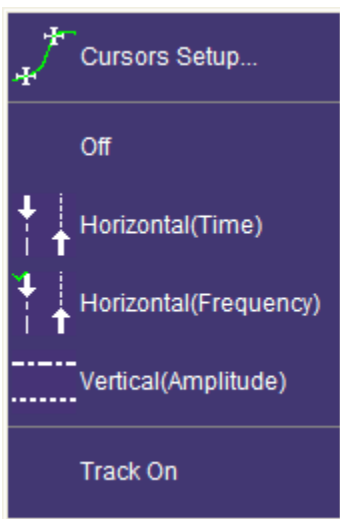 Cursors Setup...
Off
Horizontal(Time)
Horizontal(Frequency)
Vertical(Amplitude)
Track On